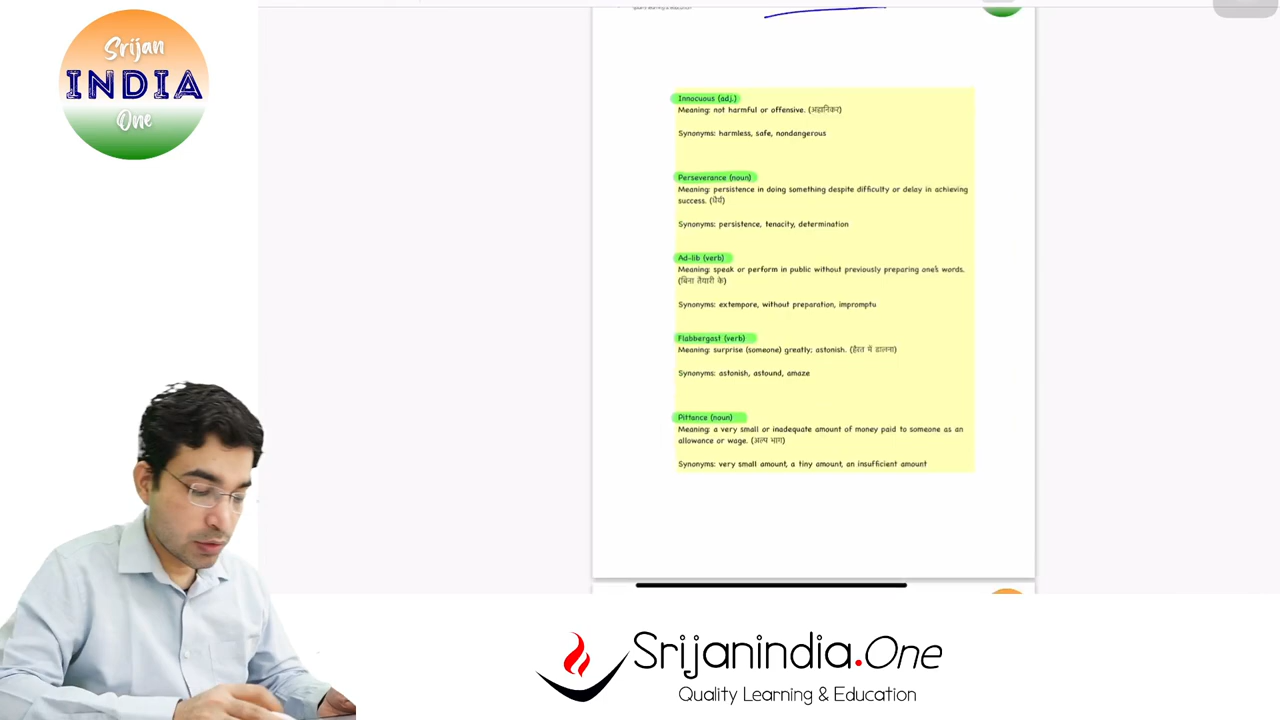 Srijan
INDIA
One
Quality Learning & Education
Innocuous (adj.)
Meaning: not harmful or offensive. (अहानिकर)
Synonyms: harmless, safe, nondangerous
Perseverance (noun)
Meaning: persistence in doing something despite difficulty or delay in achieving
success. (धैर्य)
Synonyms: persistence, tenacity, determination
Ad-lib (verb)
Meaning: speak or perform in public without previously preparing one's words.
(बिना तैयारी के)
Synonyms: extempore, without preparation, impromptu
Flabbergast (verb)
Meaning: surprise (someone) greatly; astonish. (हैरत में डालना)
Synonyms: astonish, astound, amaze
Pittance (noun)
Meaning: a very small or inadequate amount of money paid to someone as an
allowance or wage. (अल्प भाग)
Synonyms: very small amount, a tiny amount, an insufficient amount
Srijanindia.One
Quality Learning & Education